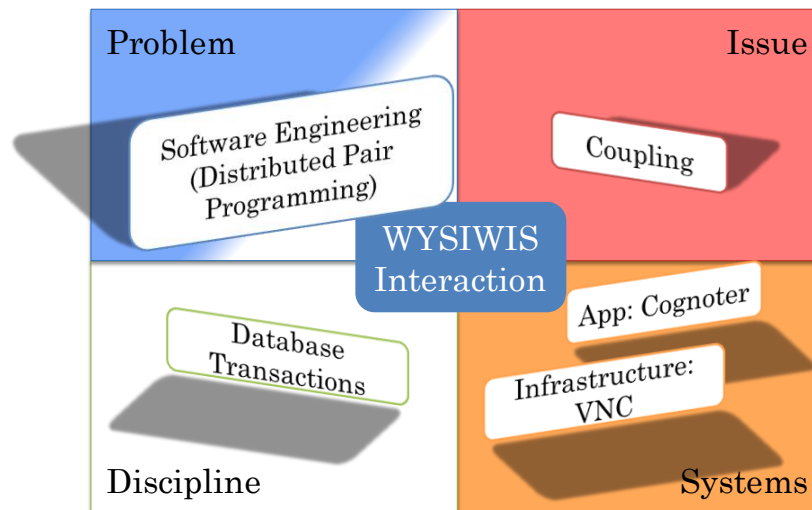 Problem
Issue
Software Engineering
(Distributed Pair
Programming)
Coupling
WYSIWIS
Interaction
Database
Transactions
App: Cognoter
Infrastructure:
VNC
Discipline
Systems